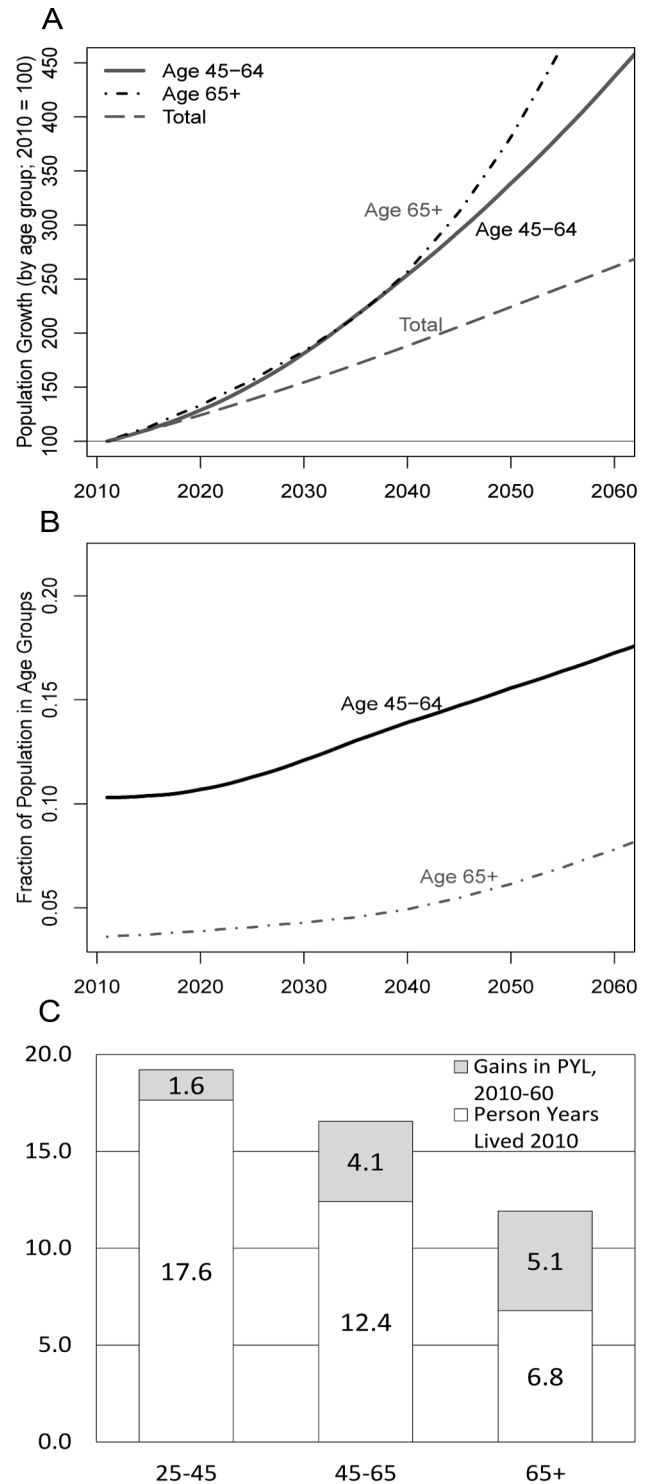 A
Population Growth (by age group; 2010 = 100)
450
400
350
300
250
200
150
100
Age 45−64
Age 65+
Total
Age 65+
Age 45−64
Total
2010 2020 2030 2040 2050 2060
B
Fraction of Population in Age Groups
0.20
0.15
0.10
0.05
Age 45−64
Age 65+
2010 2020 2030 2040 2050 2060
C
20.0
15.0
10.0
5.0
0.0
Gains in PYL,
2010-60
Person Years
Lived 2010
1.6
17.6
4.1
12.4
5.1
6.8
25-45 45-65 65+